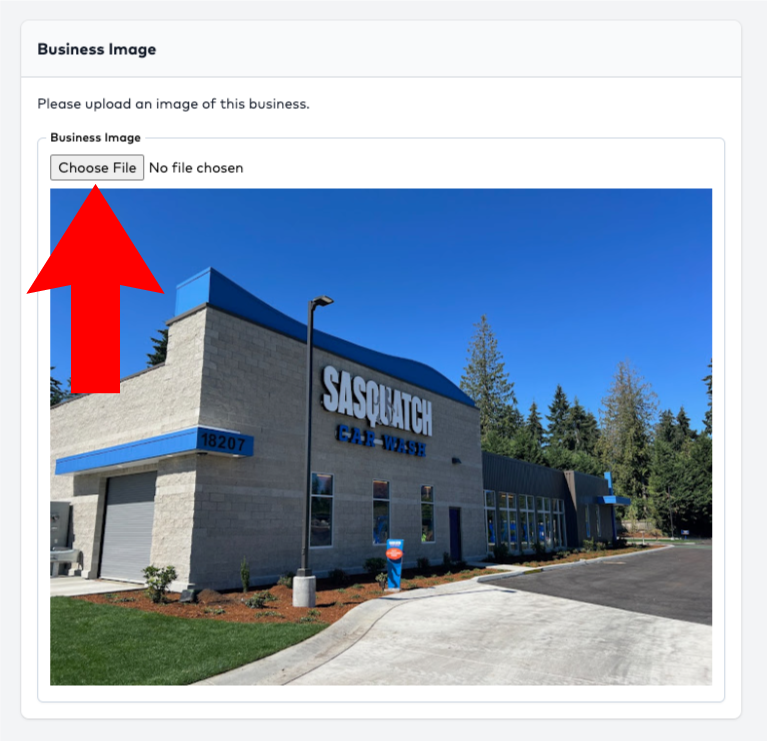 Business Image
Please upload an image of this business.
Business Image
Choose File No file chosen
SASQUATCH
CAR WASH
18207